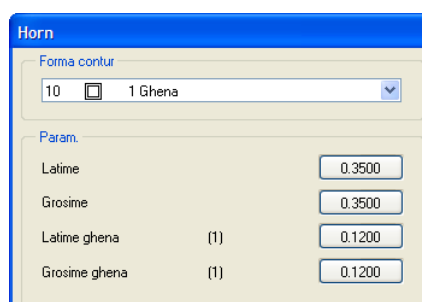 Horn
Forma contur
10 1 Ghena
Param.
Latime 0.3500
Grosime 0.3500
Latime ghena (1) 0.1200
Grosime ghena (1) 0.1200